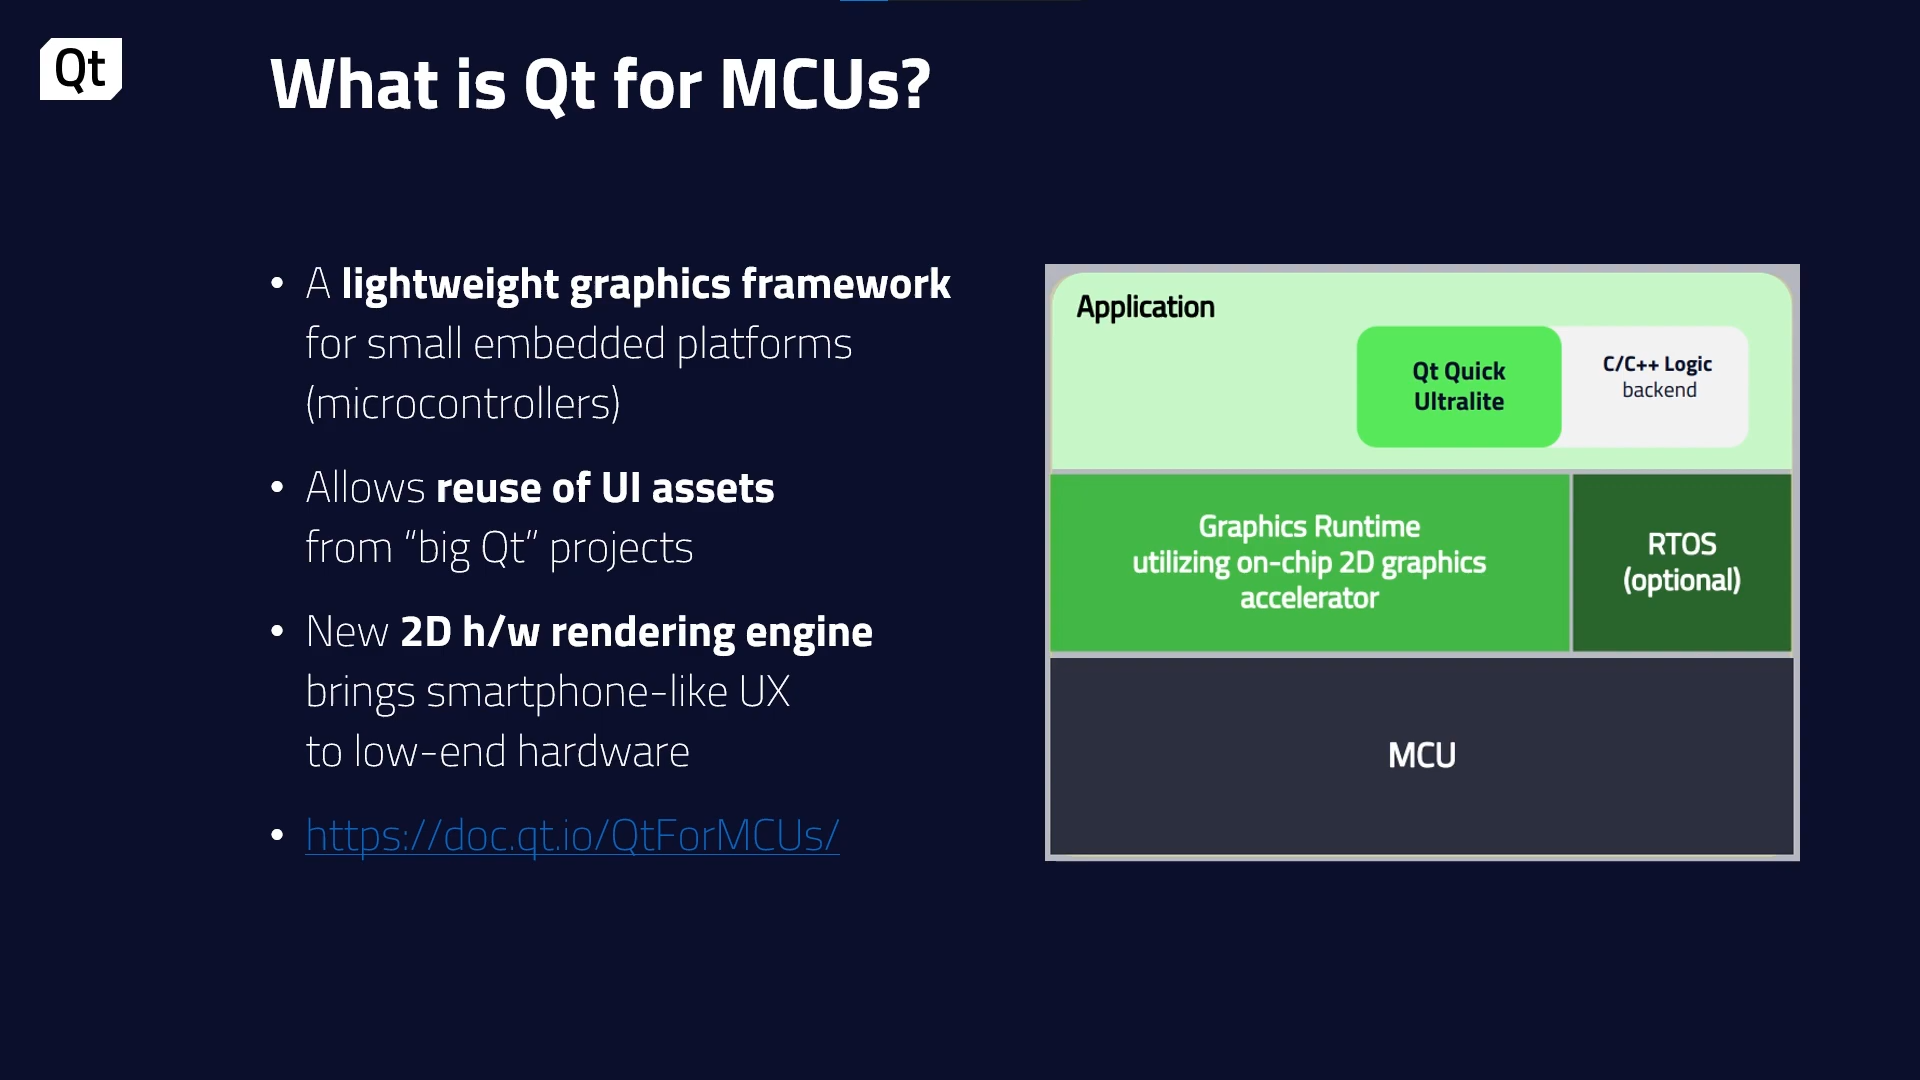 Qt
What is Qt for MCUs?
• A lightweight graphics framework
for small embedded platforms
(microcontrollers)
• Allows reuse of UI assets
from “big Qt” projects
• New 2D h/w rendering engine
brings smartphone-like UX
to low-end hardware
• https://doc.qt.io/QtForMCUs/
Application
Qt Quick
Ultralite
C/C++ Logic
backend
Graphics Runtime
utilizing on-chip 2D graphics
accelerator
RTOS
(optional)
MCU